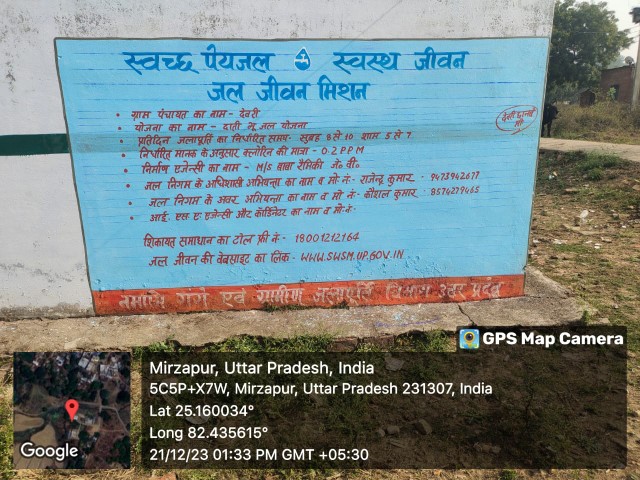 स्वच्छ पेयजल स्वस्थ जीवन
जल जीवन मिशन
• ग्राम पंचायत का नाम - देवरी
• योजना का नाम - दाती भू जल योजना
• प्रतिदिन जलापूर्ति का निर्धारित समय- सुबह 8 से 10 शाम 5 से 7
• निर्धारित मानक के अनुसार क्लोरिन की मात्रा - 0.2 PPM
• निर्माण एजेन्सी का नाम - M/S बाबा रैमिकी जे० वी०
• जल निगम के अधिशाषी अभियन्ता का नाम व मो नं- राजेन्द्र कुमार - 9473942677
• जल निगम के अवर अभियन्ता का नाम व मो नं- कौशल कुमार - 8574279465
• आई. एस. ए एजेन्सी और कोर्डिनेटर का नाम व मो नं-
शिकायत समाधान का टोल फ्री नं- 18001212164
जल जीवन की वेबसाइट का लिंक - WWW.SWSM.UP.GOV.IN
नमामि गंगे एवं ग्रामीण जलापूर्ति विभाग उत्तर प्रदेश
GPS Map Camera
Mirzapur, Uttar Pradesh, India
5C5P+X7W, Mirzapur, Uttar Pradesh 231307, India
Lat 25.160034°
Long 82.435615°
21/12/23 01:33 PM GMT +05:30
Google